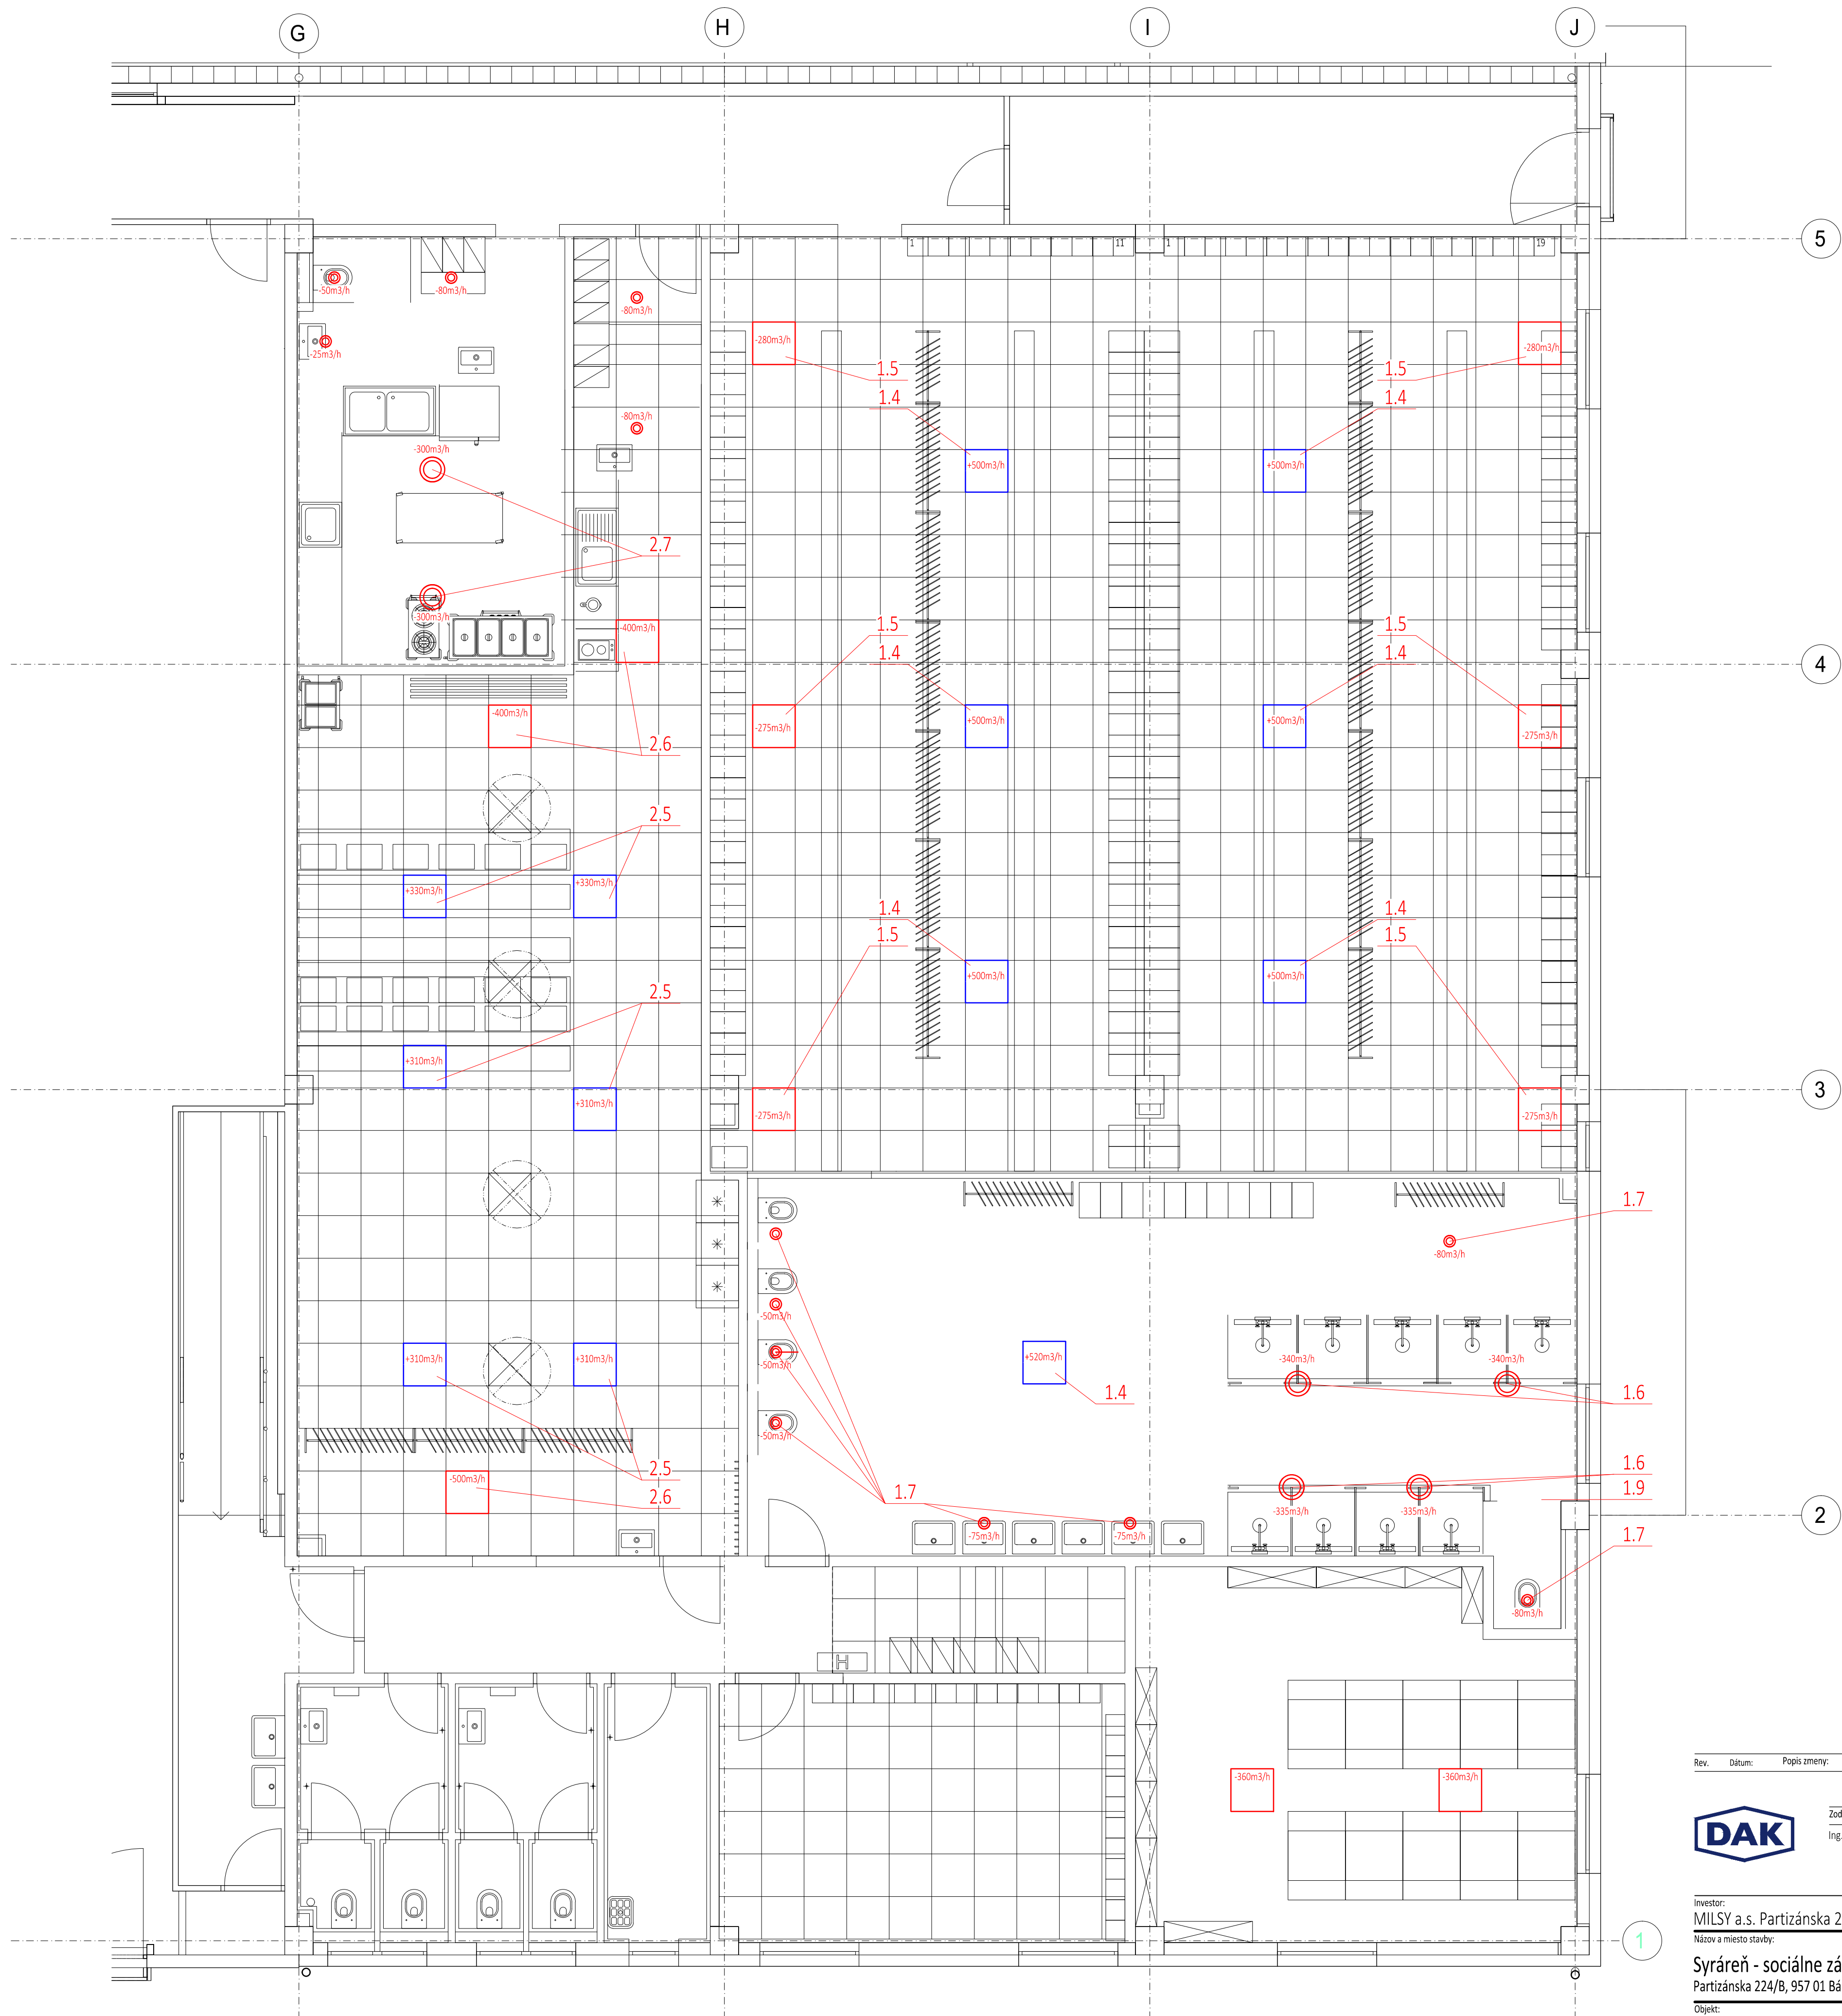 G H I J
5
1 11 1 19
-50m3/h -80m3/h
-80m3/h
-25m3/h
-280m3/h -280m3/h
1.5 1.5
1.4 1.4
-80m3/h
-300m3/h
+500m3/h +500m3/h
2.7
-300m3/h
-400m3/h
1.5 1.5
1.4 1.4
4
-400m3/h
+500m3/h +500m3/h
-275m3/h -275m3/h
2.6
2.5
+330m3/h +330m3/h
1.4 1.4
1.5 1.5
+500m3/h +500m3/h
2.5
+310m3/h
3
+310m3/h
-275m3/h -275m3/h
1.7
-80m3/h
-50m3/h
+310m3/h +310m3/h
-50m3/h
+520m3/h
-340m3/h -340m3/h
1.4
1.6
-50m3/h
2.5
1.6
-500m3/h
2.6
1.7
1.9
-335m3/h -335m3/h
2
-75m3/h -75m3/h
1.7
-80m3/h
H
-360m3/h -360m3/h
Rev. Dátum: Popis zmeny:
DAK
Zod
Ing.
Investor:
MILSY a.s. Partizánska 2
Názov a miesto stavby:
1
Syráreň - sociálne zá
Partizánska 224/B, 957 01 Bá
Objekt: